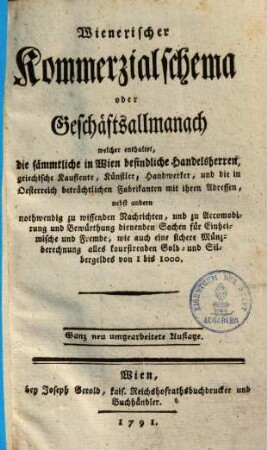 Wienerischer
Kommerzialschema
oder
Geschäftsallmanach
welcher enthaltet,
die sämmtliche in Wien befindliche Handelsherren,
griechische Kaufleute, Künstler, Handwerker, und die in
Oesterreich beträchtlichen Fabrikanten mit ihren Adressen,
nebst andern
nothwendig zu wissenden Nachrichten, und zu Accomodi-
rung und Bewürthung dienenden Sachen für Einhei-
mische und Fremde, wie auch eine sichere Münz-
berechnung alles koursirenden Gold- und Sil-
bergeldes von 1 bis 1000.
Ganz neu umgearbeitete Auflage.
Wien,
bey Joseph Gerold, kais. Reichshofrathsbuchdrucker und
Buchhändler.
1791.